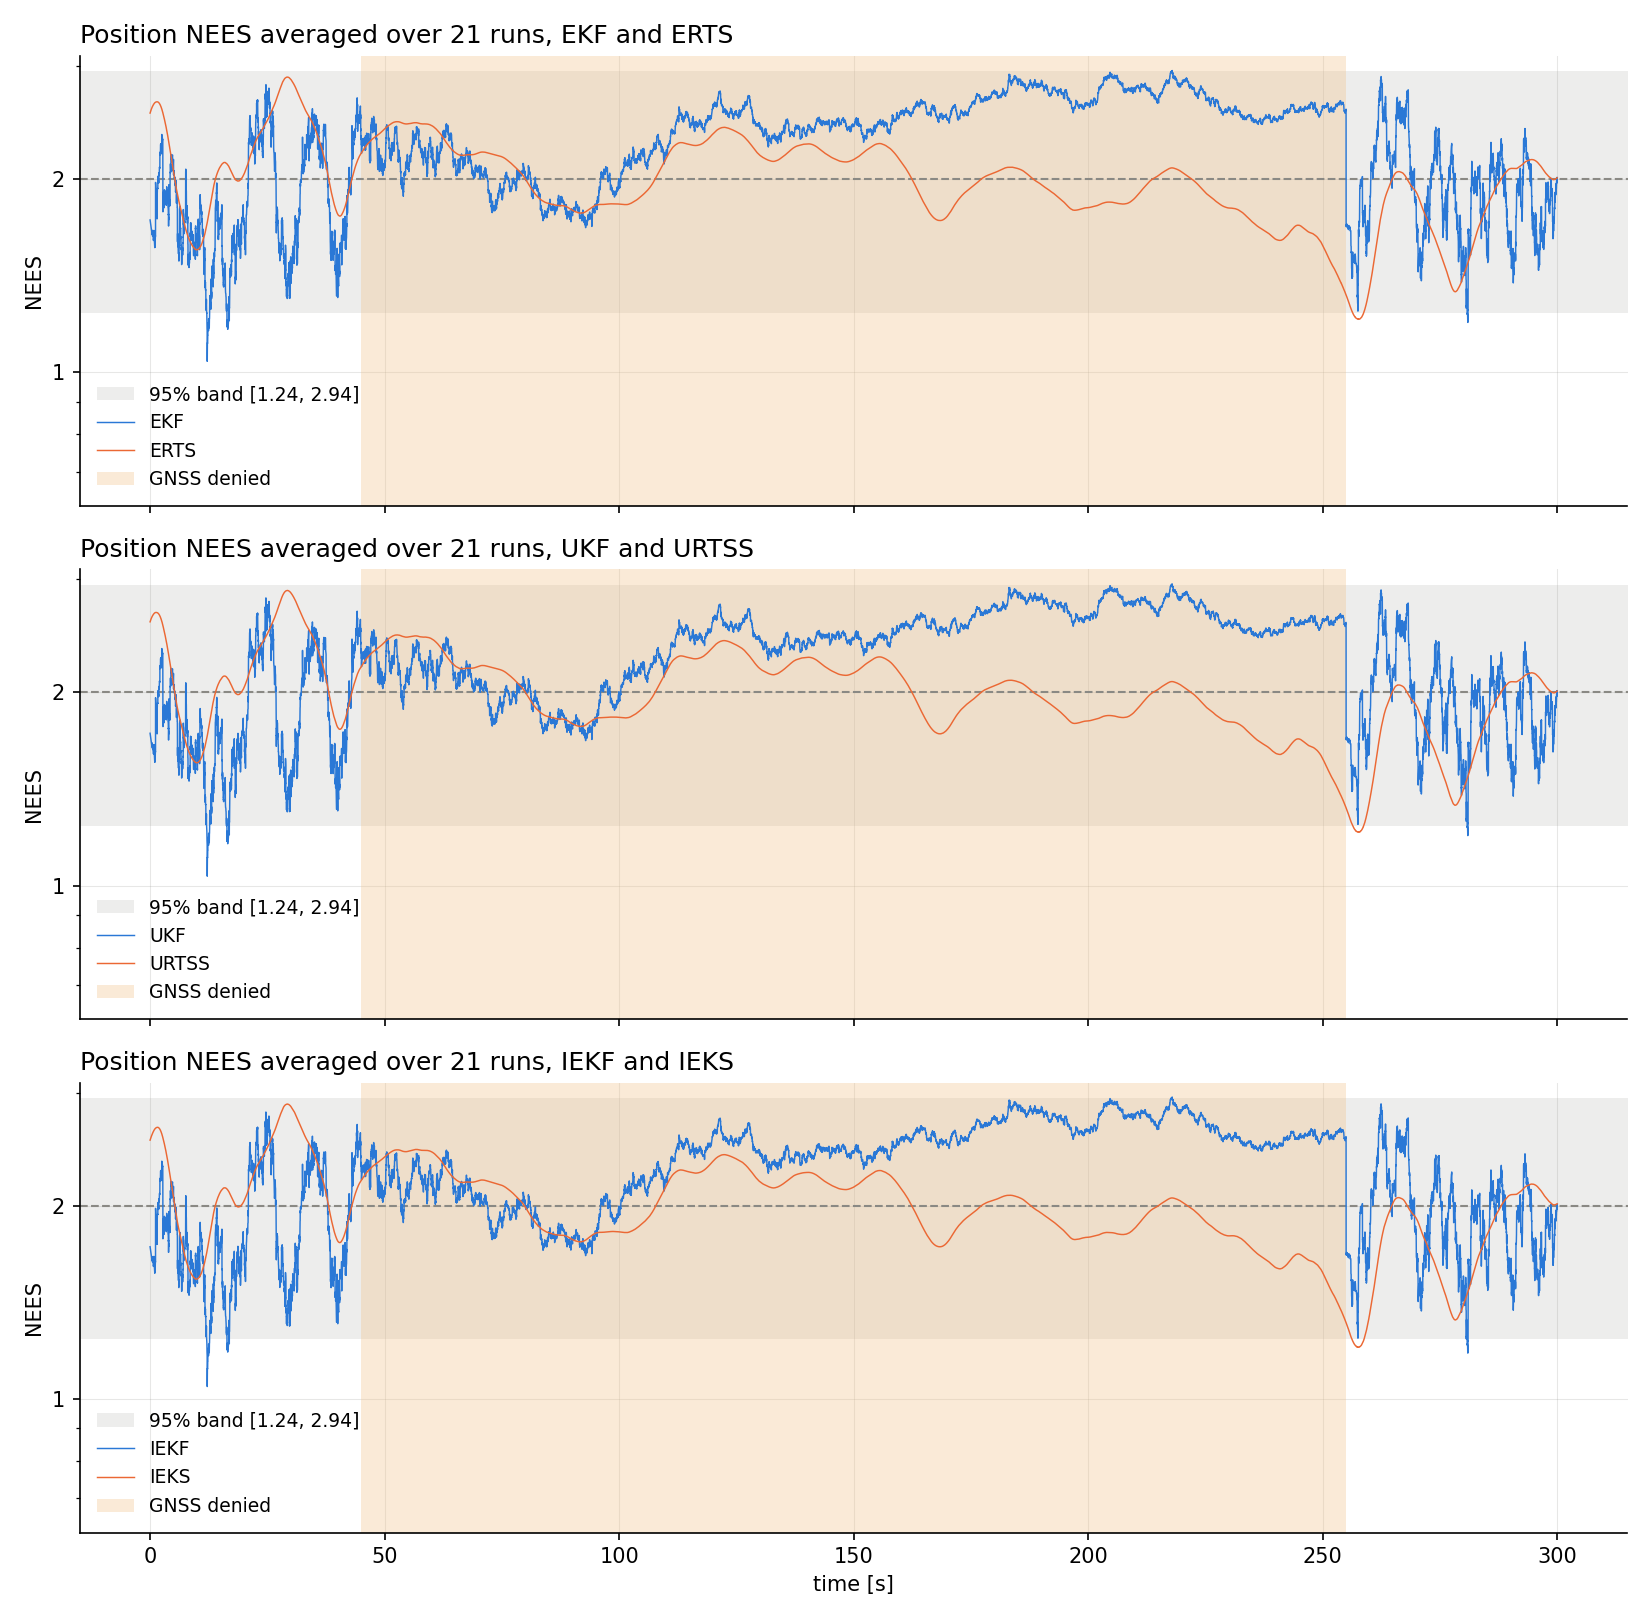 Position NEES averaged over 21 runs, EKF and ERTS
2
1
NEES
95% band [1.24, 2.94]
EKF
ERTS
GNSS denied
Position NEES averaged over 21 runs, UKF and URTSS
2
1
NEES
95% band [1.24, 2.94]
UKF
URTSS
GNSS denied
Position NEES averaged over 21 runs, IEKF and IEKS
2
1
NEES
95% band [1.24, 2.94]
IEKF
IEKS
GNSS denied
0 50 100 150 200 250 300
time [s]